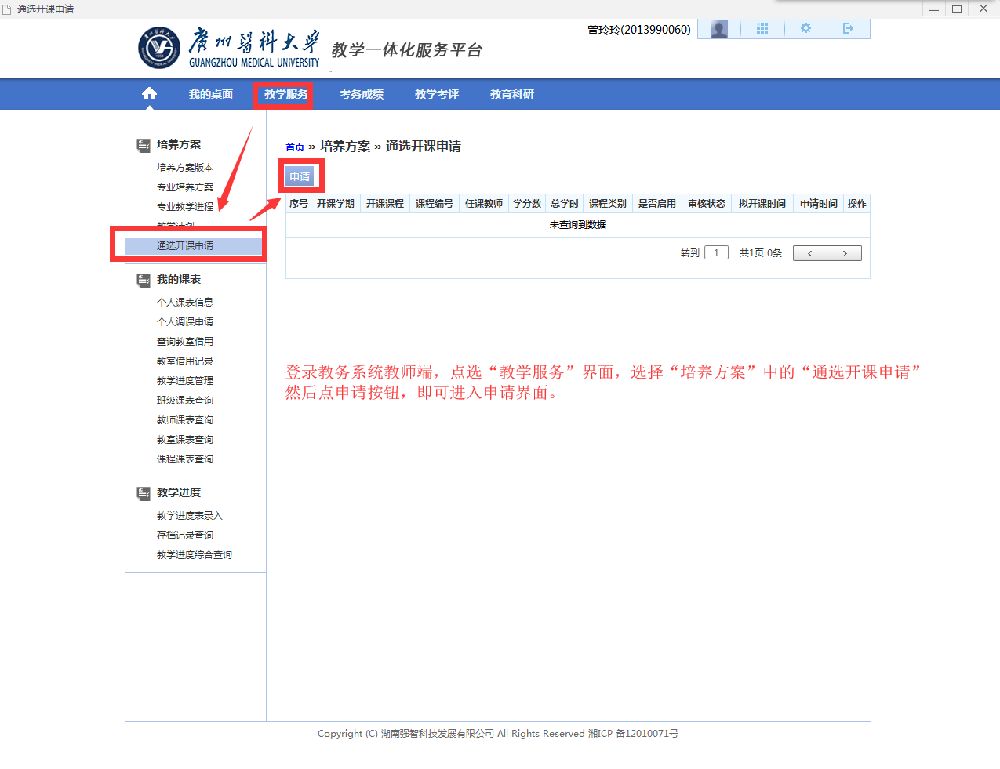 通选开课申请
廣州醫科大學
GUANGZHOU MEDICAL UNIVERSITY
教学一体化服务平台
曾玲玲(2013990060)
我的桌面 教学服务 考务成绩 教学考评 教育科研
培养方案
培养方案版本
专业培养方案
专业教学进程
教学计划
通选开课申请
我的课表
个人课表信息
个人调课申请
查询教室借用
教室借用记录
教学进度管理
班级课表查询
教师课表查询
教室课表查询
课程课表查询
教学进度
教学进度表录入
存档记录查询
教学进度综合查询
首页 » 培养方案 » 通选开课申请
申请
序号 开课学期 开课课程 课程编号 任课教师 学分数 总学时 课程类别 是否启用 审核状态 拟开课时间 申请时间 操作
未查询到数据
转到 1 共1页 0条 < >
登录教务系统教师端，点选“教学服务”界面，选择“培养方案”中的“通选开课申请”
然后点申请按钮，即可进入申请界面。
Copyright (C) 湖南强智科技发展有限公司 All Rights Reserved 湘ICP 备12010071号